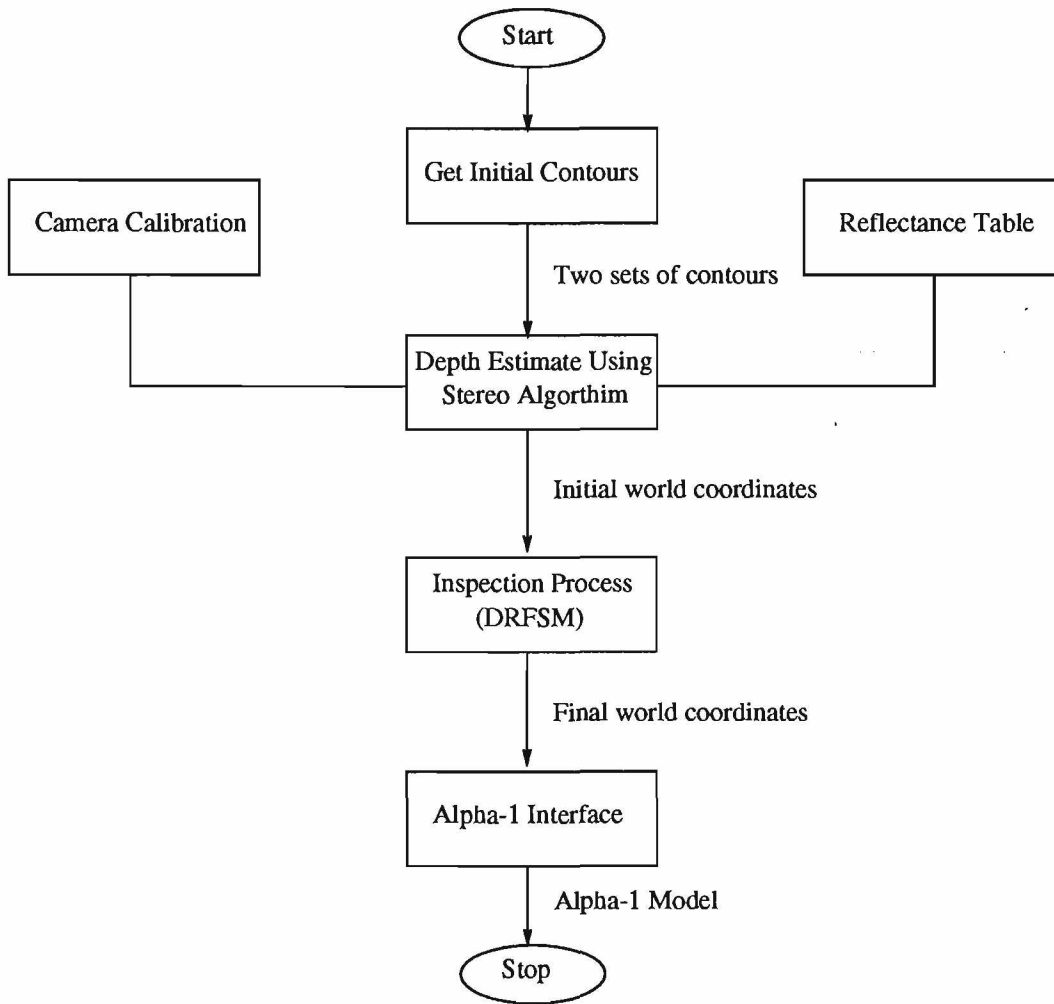 Start
Get Initial Contours
Camera Calibration
Reflectance Table
Two sets of contours
Depth Estimate Using
Stereo Algorthim
Initial world coordinates
Inspection Process
(DRFSM)
Final world coordinates
Alpha-1 Interface
Alpha-1 Model
Stop